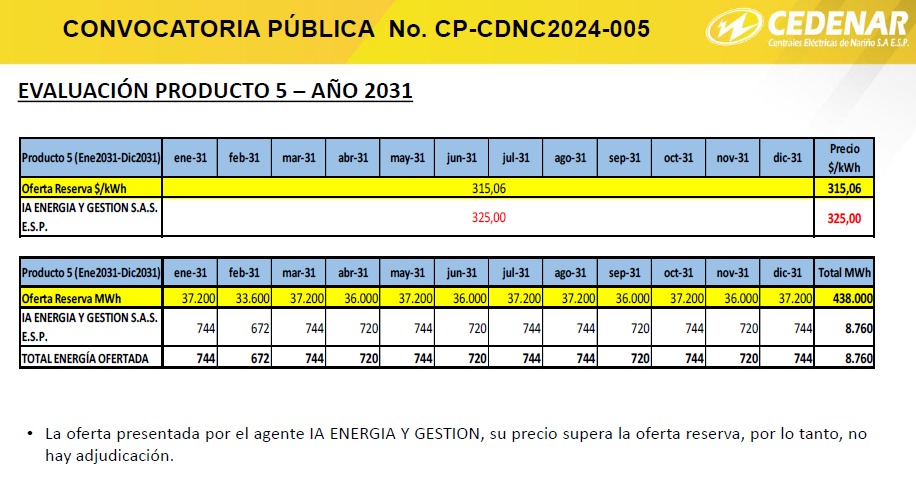 CONVOCATORIA PÚBLICA No. CP-CDNC2024-005
CEDENAR
Centrales Eléctricas de Nariño S.A E.S.P.
EVALUACIÓN PRODUCTO 5 – AÑO 2031
Producto 5 (Ene2031-Dic2031) ene-31 feb-31 mar-31 abr-31 may-31 jun-31 jul-31 ago-31 sep-31 oct-31 nov-31 dic-31 Precio $/kWh
Oferta Reserva $/kWh 315,06 315,06
IA ENERGIA Y GESTION S.A.S. E.S.P. 325,00 325,00
Producto 5 (Ene2031-Dic2031) ene-31 feb-31 mar-31 abr-31 may-31 jun-31 jul-31 ago-31 sep-31 oct-31 nov-31 dic-31 Total MWh
Oferta Reserva MWh 37.200 33.600 37.200 36.000 37.200 36.000 37.200 37.200 36.000 37.200 36.000 37.200 438.000
IA ENERGIA Y GESTION S.A.S. E.S.P. 744 672 744 720 744 720 744 744 720 744 720 744 8.760
TOTAL ENERGÍA OFERTADA 744 672 744 720 744 720 744 744 720 744 720 744 8.760
• La oferta presentada por el agente IA ENERGIA Y GESTION, su precio supera la oferta reserva, por lo tanto, no
hay adjudicación.